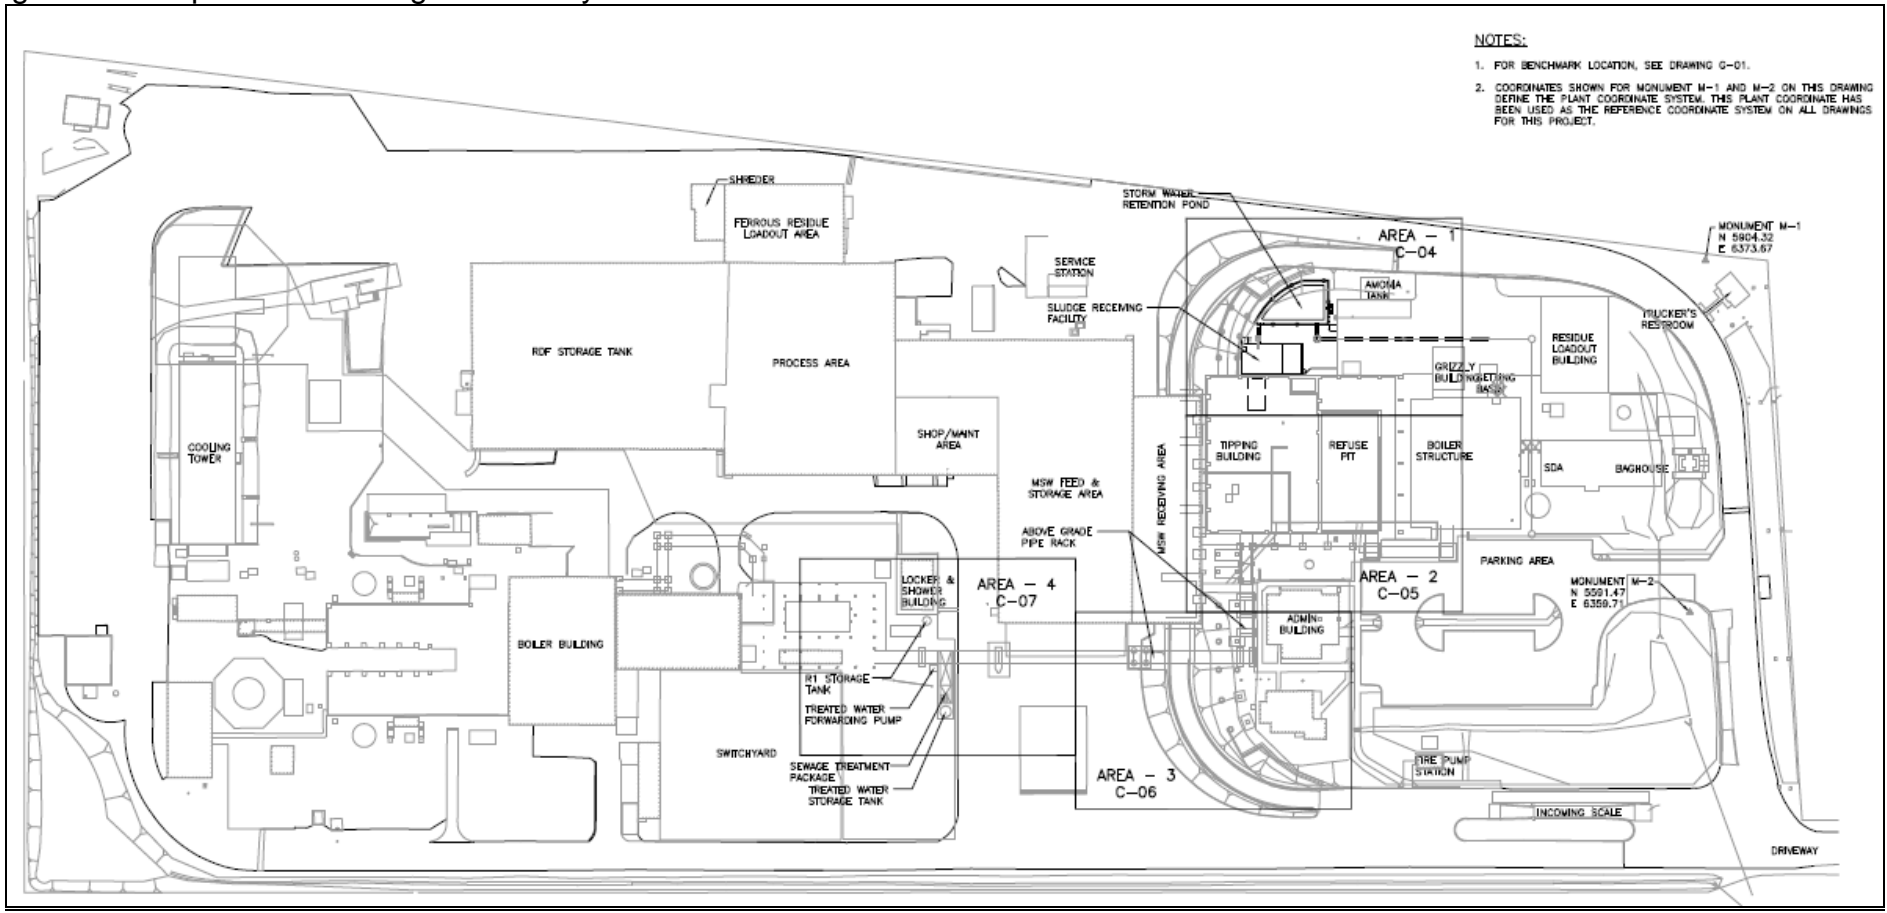 NOTES:
1. FOR BENCHMARK LOCATION, SEE DRAWING G-01.
2. COORDINATES SHOWN FOR MONUMENT M-1 AND M-2 ON THIS DRAWING
DEFINE THE PLANT COORDINATE SYSTEM. THIS PLANT COORDINATE HAS
BEEN USED AS THE REFERENCE COORDINATE SYSTEM ON ALL DRAWINGS
FOR THIS PROJECT.
SHREDER
FERROUS RESIDUE
LOADOUT AREA
STORM WATER
RETENTION POND
AREA - 1
C-04
MONUMENT M-1
N 5904.32
E 6373.67
SERVICE
STATION
AMONIA
TANK
SLUDGE RECEIVING
FACILITY
TRUCKER'S
RESTROOM
RDF STORAGE TANK
PROCESS AREA
RESIDUE
LOADOUT
BUILDING
GRIZZLY
BUILDING
SETTING
BASIN
COOLING
TOWER
SHOP/MAINT
AREA
TIPPING
BUILDING
REFUSE
PIT
BOILER
STRUCTURE
SDA
BAGHOUSE
MSW FEED &
STORAGE AREA
MSW RECEIVING AREA
ABOVE GRADE
PIPE RACK
PARKING AREA
LOCKER &
SHOWER
BUILDING
AREA - 4
C-07
AREA - 2
C-05
MONUMENT M-2
N 5591.47
E 6359.71
ADMIN
BUILDING
BOILER BUILDING
R1 STORAGE
TANK
TREATED WATER
FORWARDING PUMP
SWITCHYARD
SEWAGE TREATMENT
PACKAGE
TREATED WATER
STORAGE TANK
AREA - 3
C-06
FIRE PUMP
STATION
INCOMING SCALE
DRIVEWAY